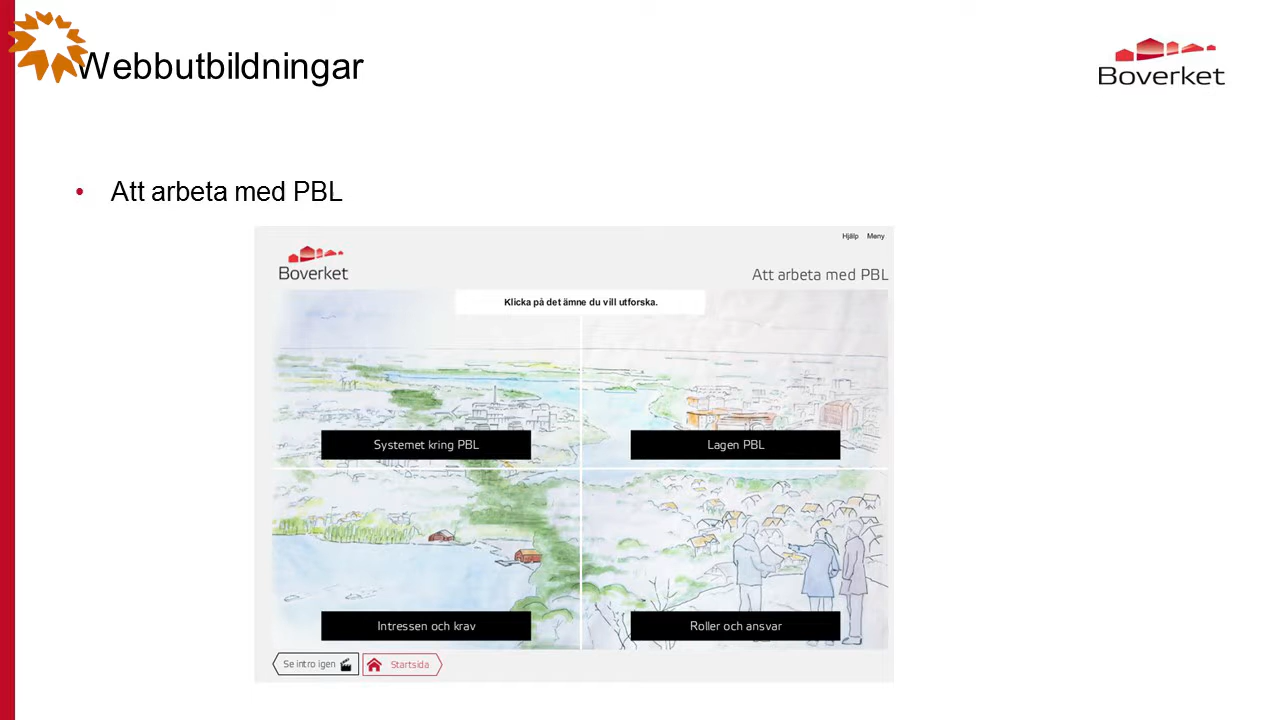 Webbutbildningar
Boverket
• Att arbeta med PBL
Hjälp Meny
Boverket
Att arbeta med PBL
Klicka på det ämne du vill utforska.
Systemet kring PBL
Lagen PBL
Intressen och krav
Roller och ansvar
Se intro igen
Startsida